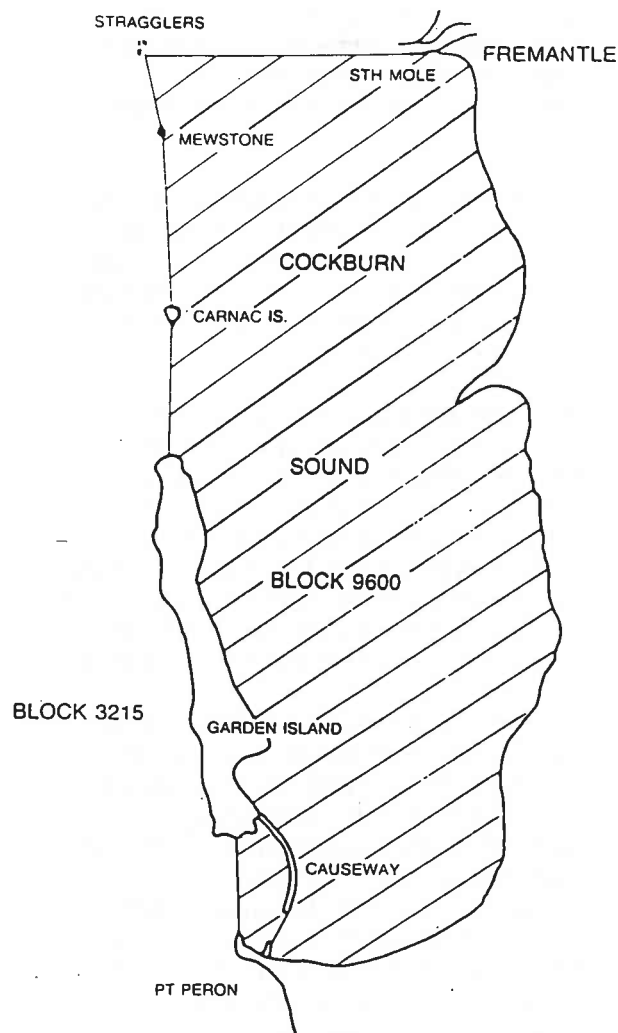 STRAGGLERS
FREMANTLE
STH MOLE
MEWSTONE
COCKBURN
CARNAC IS.
SOUND
BLOCK 9600
BLOCK 3215
GARDEN ISLAND
CAUSEWAY
PT PERON